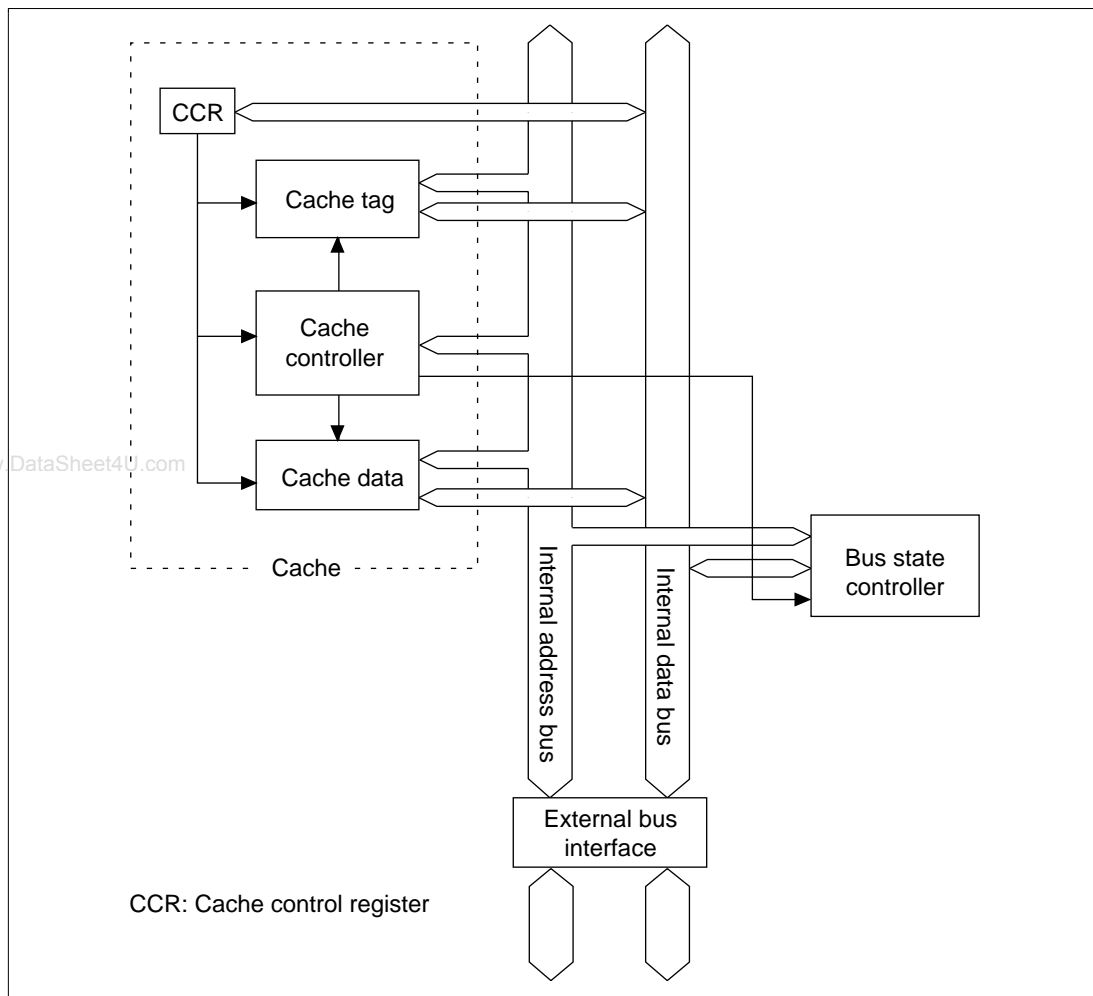 CCR
Cache tag
Cache
controller
Cache data
Cache
Internal address bus
Internal data bus
Bus state
controller
External bus
interface
CCR: Cache control register
.DataSheet4U.com